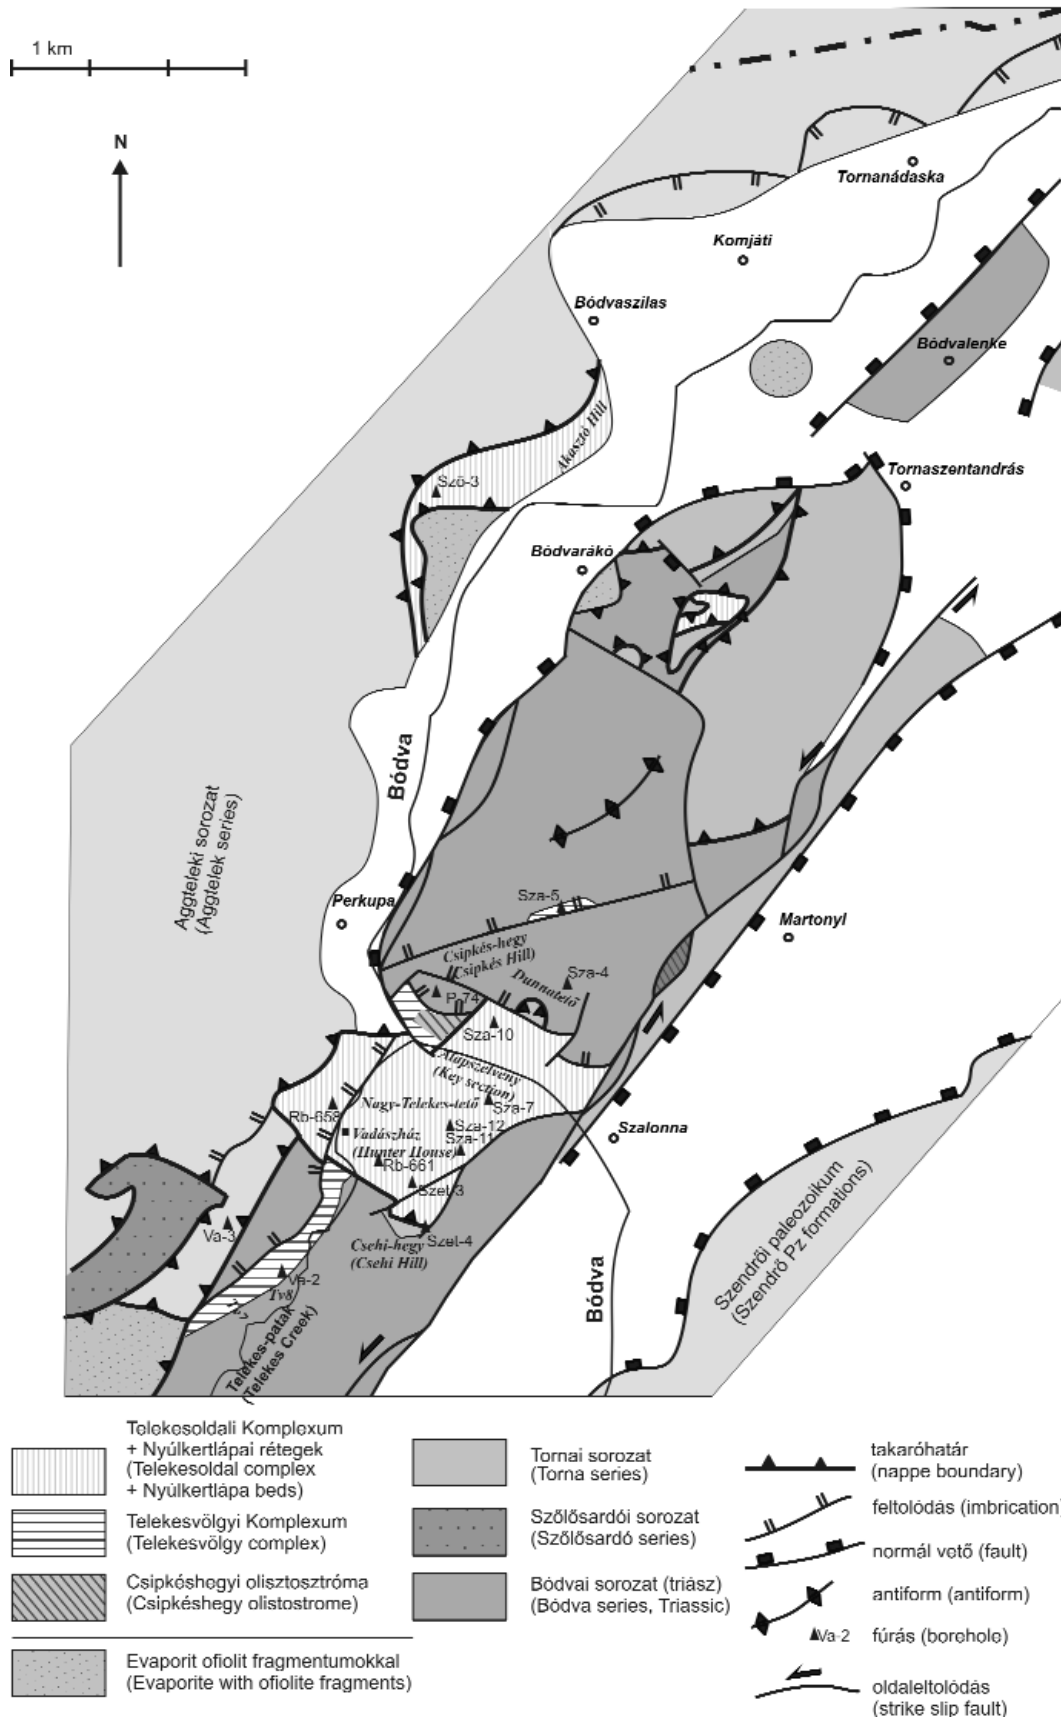 1 km
N
Tornanádaska
Komjáti
Bódvaszilas
Bódvalenke
Akasztó Hill
Szö-3
Tornaszentandrás
Bódvarákó
Bódva
Aggteleki sorozat
(Aggtelek series)
Perkupa
Sza-5
Martonyl
Csipkés-hegy
(Csipkés Hill)
Dunnatető
Sza-4
P-74
Sza-10
Alapszelvény
(Key section)
Nagy-Telekes-tető
Sza-7
Rb-658
Vadászház
(Hunter House)
Sza-12
Sza-11
Rb-661
Szalonna
Szet-3
Va-3
Csehi-hegy
(Csehi Hill)
Szet-4
Va-2
Tv8
Tv7
Telekes-patak
(Telekes Creek)
Bódva
Szendrői paleozoikum
(Szendrő Pz formations)
Telekesoldali Komplexum
+ Nyúlkertlápai rétegek
(Telekesoldal complex
+ Nyúlkertlápa beds)
Telekesvölgyi Komplexum
(Telekesvölgy complex)
Csipkéshegyi olisztosztróma
(Csipkéshegy olistostrome)
Evaporit ofiolit fragmentumokkal
(Evaporite with ofiolite fragments)
Tornai sorozat
(Torna series)
Szőlősardói sorozat
(Szőlősardó series)
Bódvai sorozat (triász)
(Bódva series, Triassic)
takaróhatár
(nappe boundary)
feltolódás (imbrication)
normál vető (fault)
antiform (antiform)
Va-2
fúrás (borehole)
oldaleltolódás
(strike slip fault)